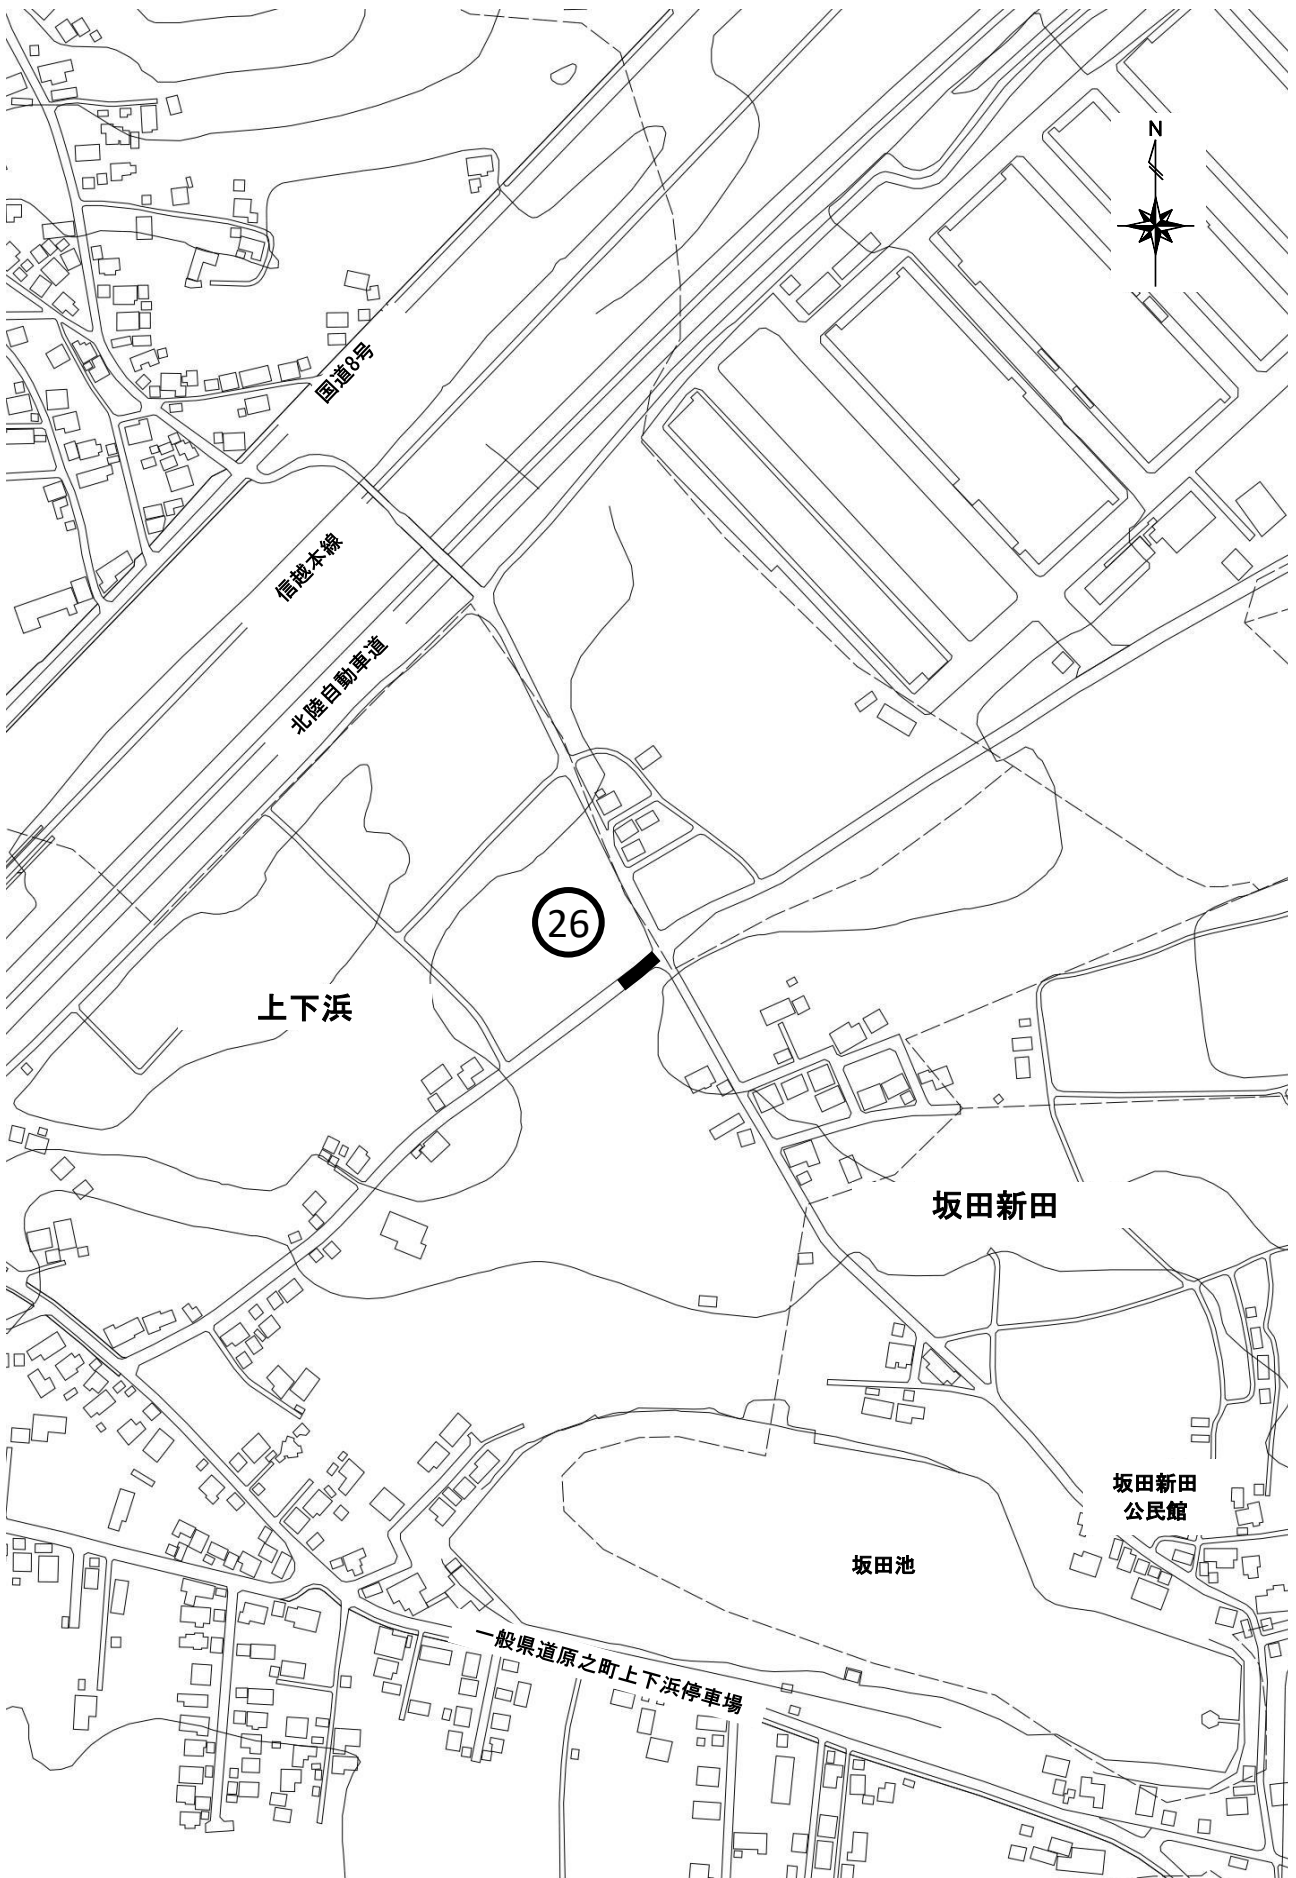 N
国道8号
信越本線
北陸自動車道
26
上下浜
坂田新田
坂田新田
公民館
坂田池
一般県道原之町上下浜停車場